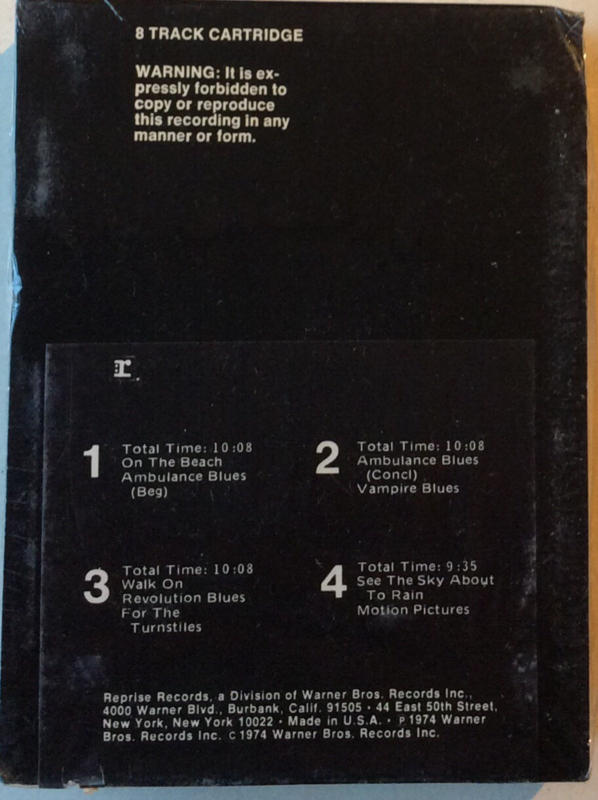 8 TRACK CARTRIDGE
WARNING: It is ex-
pressly forbidden to
copy or reproduce
this recording in any
manner or form.
r
1
Total Time: 10:08
On The Beach
Ambulance Blues
(Beg)
2
Total Time: 10:08
Ambulance Blues
(Concl)
Vampire Blues
3
Total Time: 10:08
Walk On
Revolution Blues
For The
Turnstiles
4
Total Time: 9:35
See The Sky About
To Rain
Motion Pictures
Reprise Records, a Division of Warner Bros. Records Inc.,
4000 Warner Blvd., Burbank, Calif. 91505 · 44 East 50th Street,
New York, New York 10022 · Made in U.S.A. · P 1974 Warner
Bros. Records Inc. C 1974 Warner Bros. Records Inc.